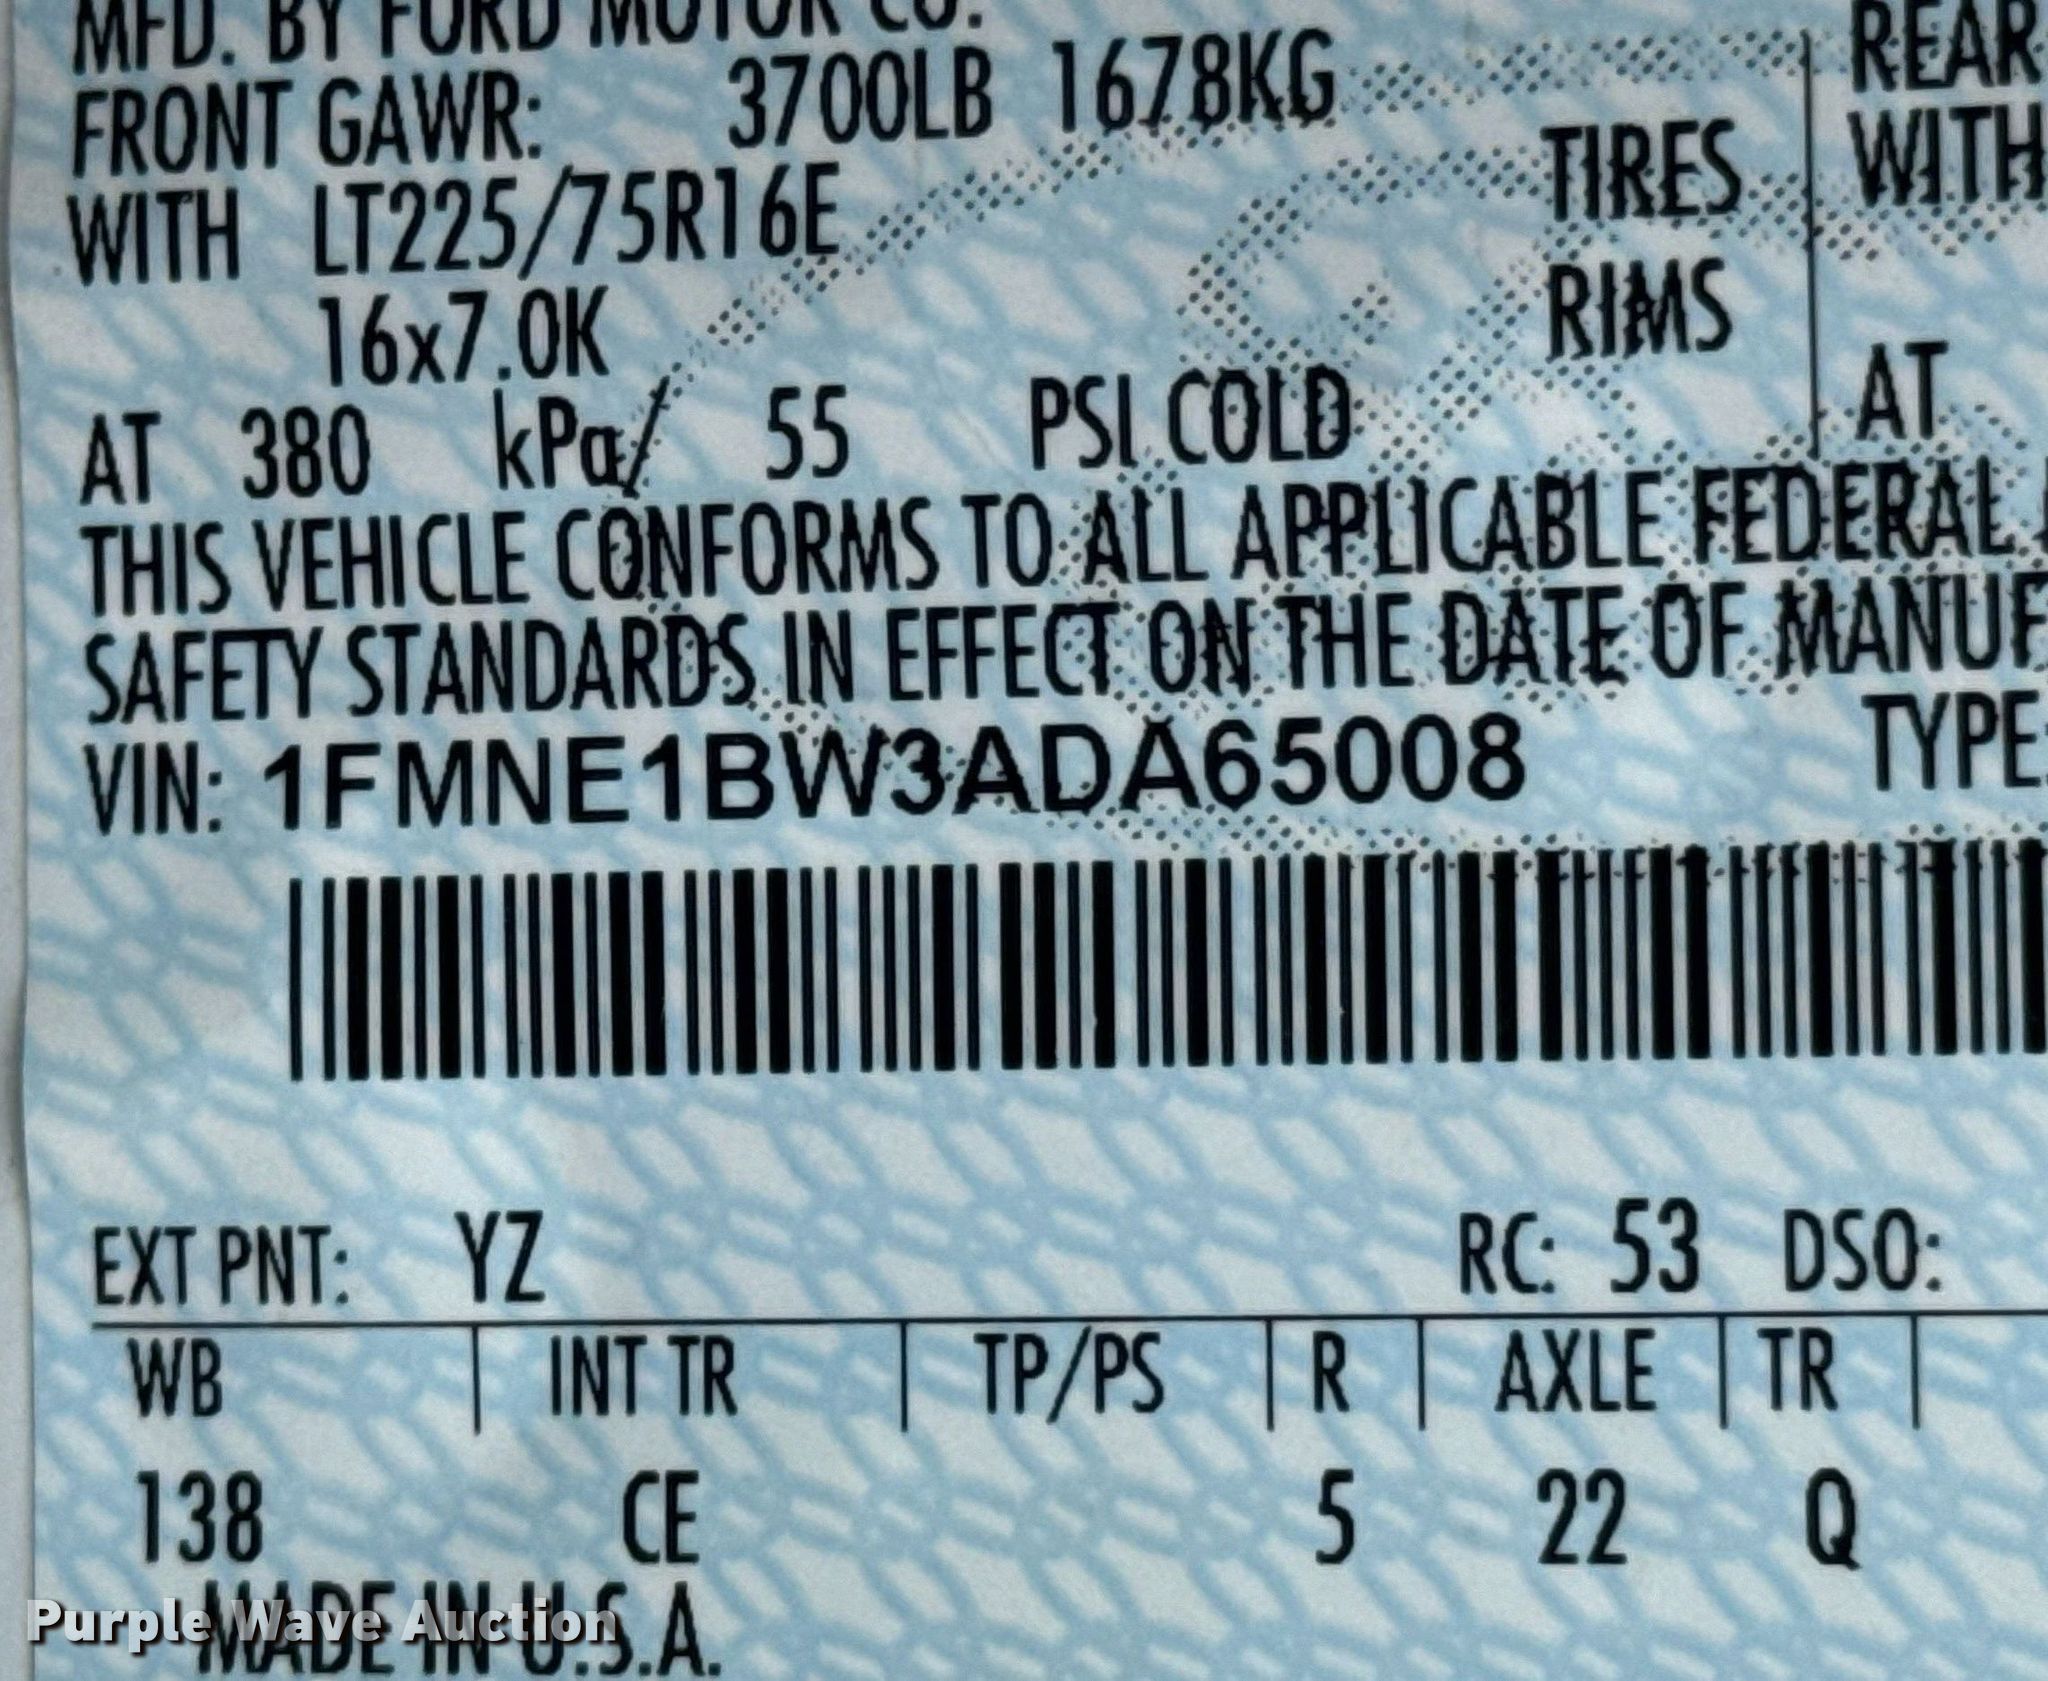 MFD. BY FORD MOTOR CO.
FRONT GAWR: 3700LB 1678KG
REAR
WITH LT225/75R16E TIRES
WITH
16x7.0K RIMS
AT 380 kPa/ 55 PSI COLD
AT
THIS VEHICLE CONFORMS TO ALL APPLICABLE FEDERAL
SAFETY STANDARDS IN EFFECT ON THE DATE OF MANUF
VIN: 1FMNE1BW3ADA65008
TYPE:
EXT PNT: YZ RC: 53 DSO:
WB INT TR TP/PS R AXLE TR
138 CE 5 22 Q
MADE IN U.S.A.
Purple Wave Auction